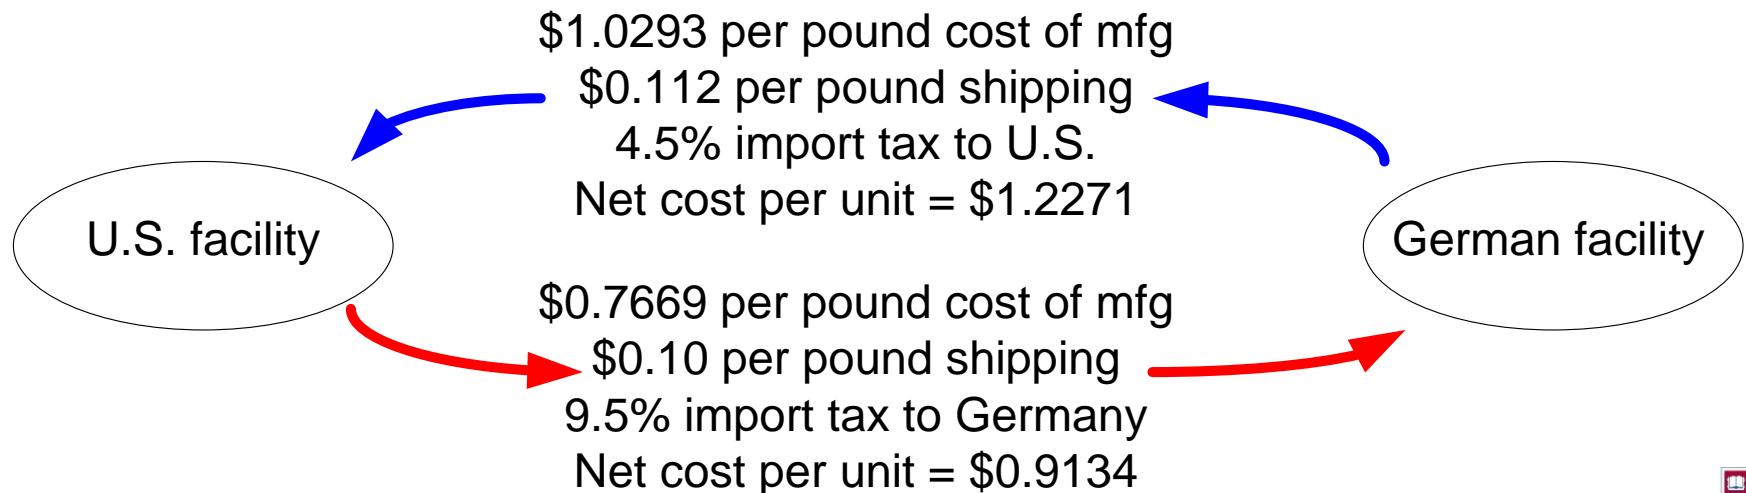 $1.0293 per pound cost of mfg
$0.112 per pound shipping
4.5% import tax to U.S.
Net cost per unit = $1.2271
U.S. facility
German facility
$0.7669 per pound cost of mfg
$0.10 per pound shipping
9.5% import tax to Germany
Net cost per unit = $0.9134